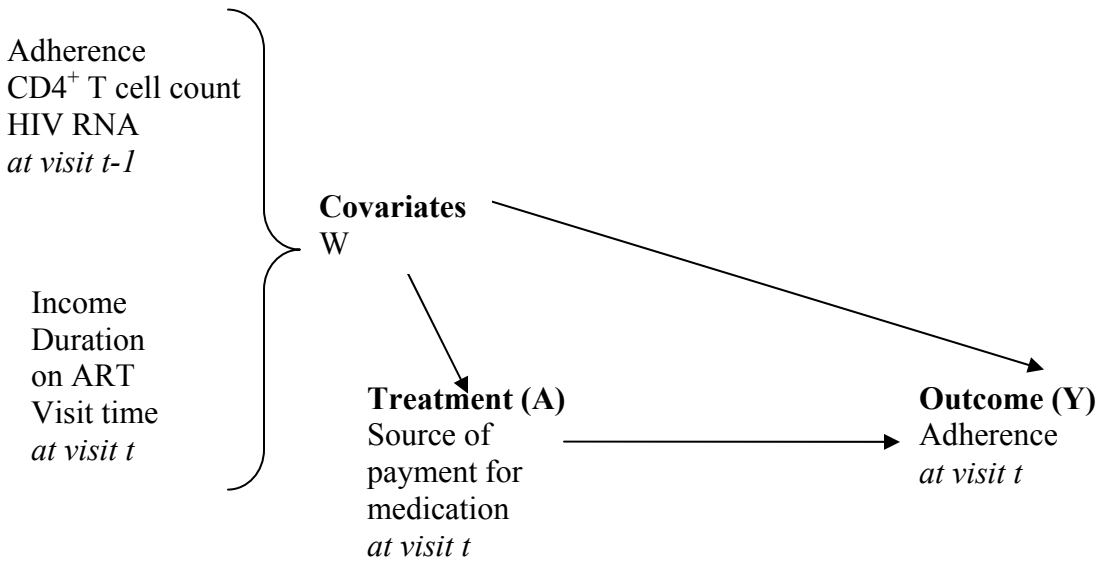 Adherence
CD4⁺ T cell count
HIV RNA
at visit t-1
Covariates
W
Income
Duration
on ART
Visit time
at visit t
Treatment (A)
Source of
payment for
medication
at visit t
Outcome (Y)
Adherence
at visit t